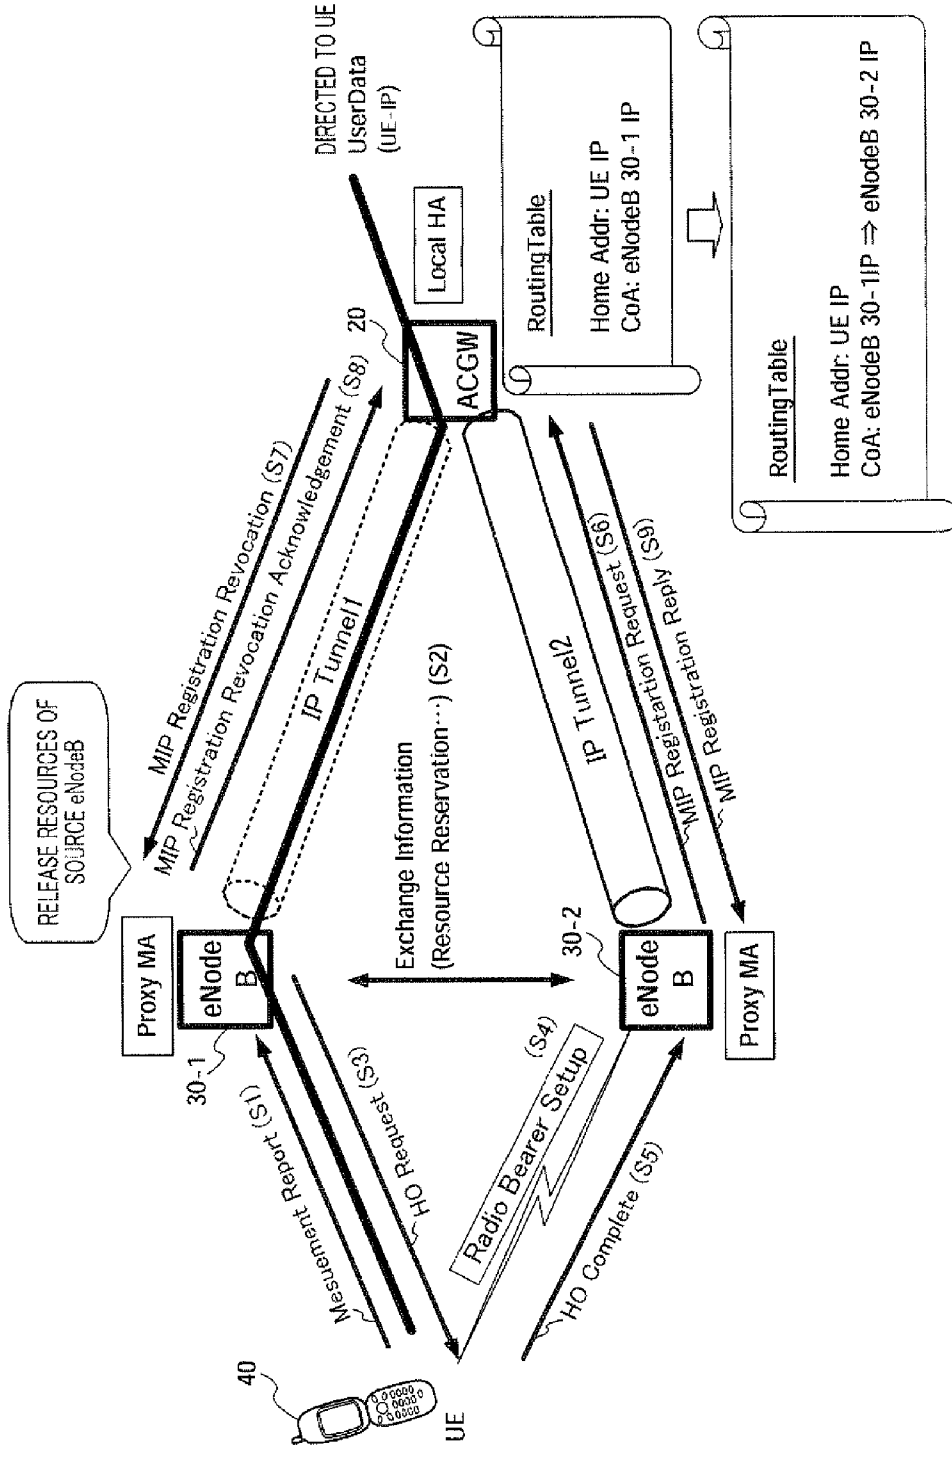 RELEASE RESOURCES OF
SOURCE eNodeB
MIP Registration Revocation (S7)
MIP Registration Revocation Acknowledgement (S8)
DIRECTED TO UE
UserData
(UE-IP)
Proxy MA
eNode
B
30-1
IP Tunnel1
20
ACGW
Local HA
Mesuement Report (S1)
HO Request (S3)
Exchange Information
(Resource Reservation···) (S2)
40
UE
Radio Bearer Setup
(S4)
HO Complete (S5)
30-2
eNode
B
Proxy MA
IP Tunnel2
MIP Registartion Request (S6)
MIP Registration Reply (S9)
RoutingTable
Home Addr: UE IP
CoA: eNodeB 30-1 IP
RoutingTable
Home Addr: UE IP
CoA: eNodeB 30-1IP ⇒ eNodeB 30-2 IP